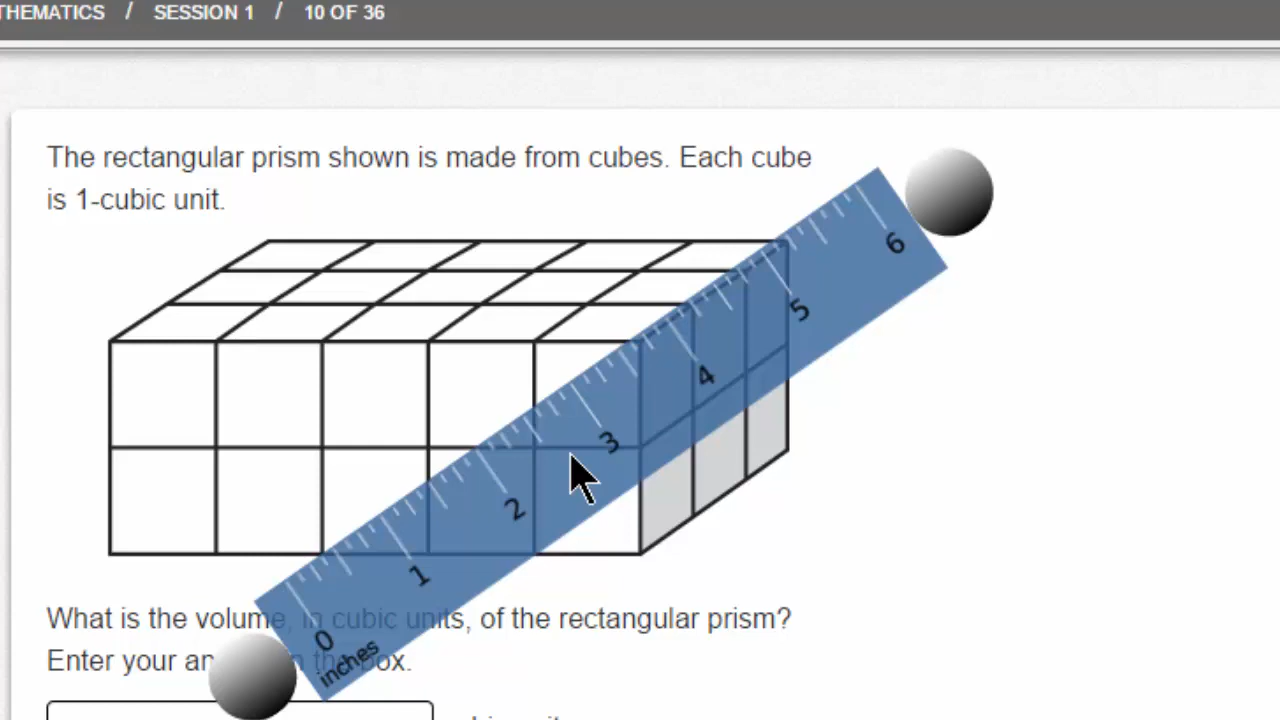 THEMATICS / SESSION 1 / 10 OF 36
The rectangular prism shown is made from cubes. Each cube
is 1-cubic unit.
6
5
4
3
2
1
0
inches
What is the volume, in cubic units, of the rectangular prism?
Enter your an in the box.